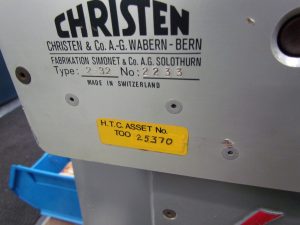 CHRISTEN
CHRISTEN & Co. A.-G. WABERN - BERN
FABRIKATION SIMONET & Co. A.G. SOLOTHURN
Type: 2-32 No: 2233
MADE IN SWITZERLAND
H.T.C. ASSET No.
TOO 25370